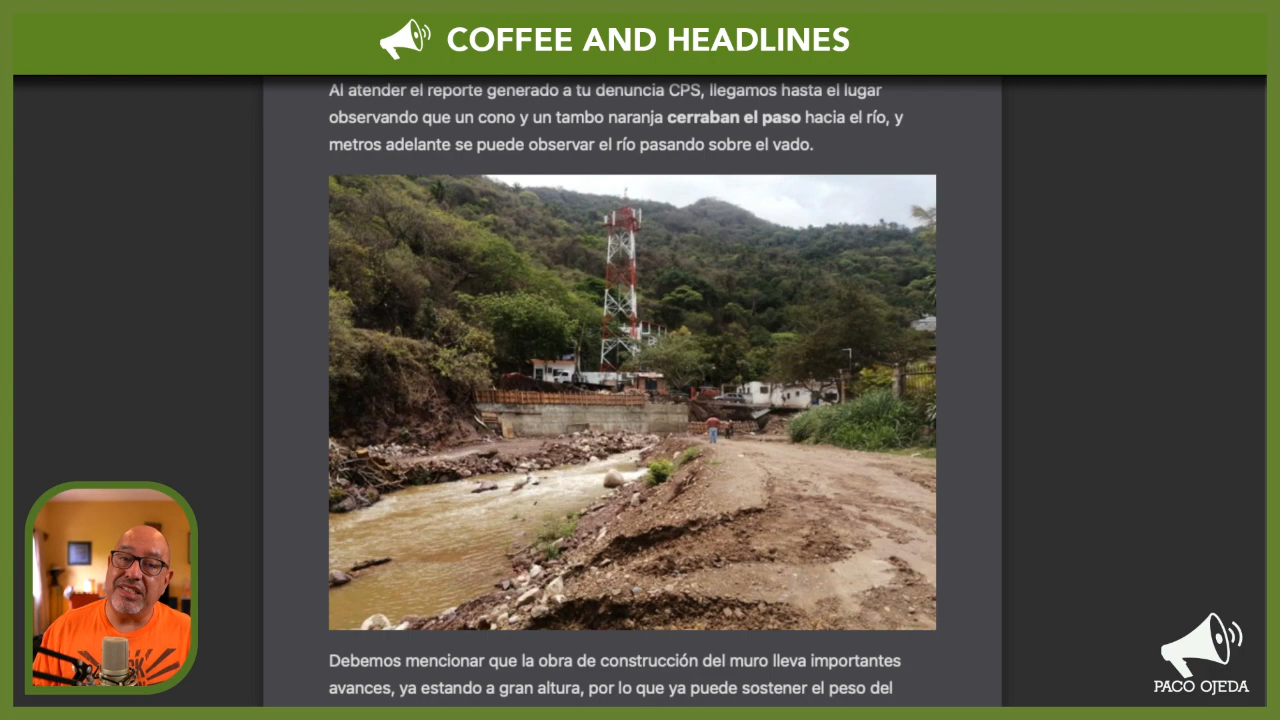 COFFEE AND HEADLINES
Al atender el reporte generado a tu denuncia CPS, llegamos hasta el lugar
observando que un cono y un tambo naranja cerraban el paso hacia el río, y
metros adelante se puede observar el río pasando sobre el vado.
Debemos mencionar que la obra de construcción del muro lleva importantes
avances, ya estando a gran altura, por lo que ya puede sostener el peso del
PACO OJEDA